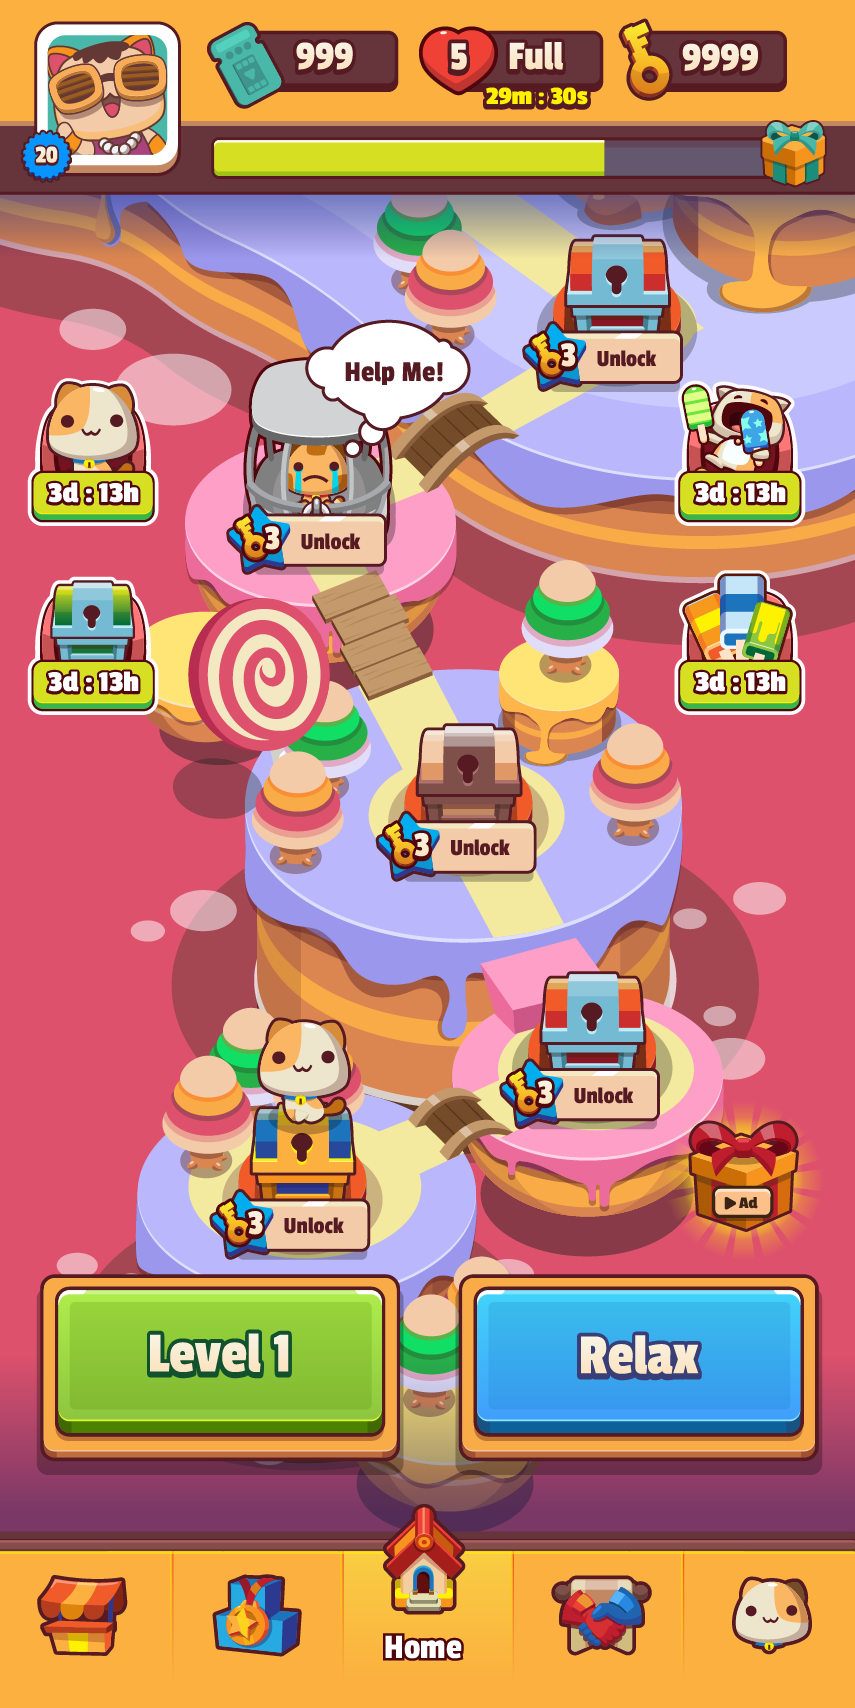 999
5
Full
9999
29m : 30s
20
Help Me!
3
Unlock
3d : 13h
3d : 13h
3
Unlock
3d : 13h
3d : 13h
3
Unlock
3
Unlock
3
Unlock
Ad
Level 1
Relax
Home